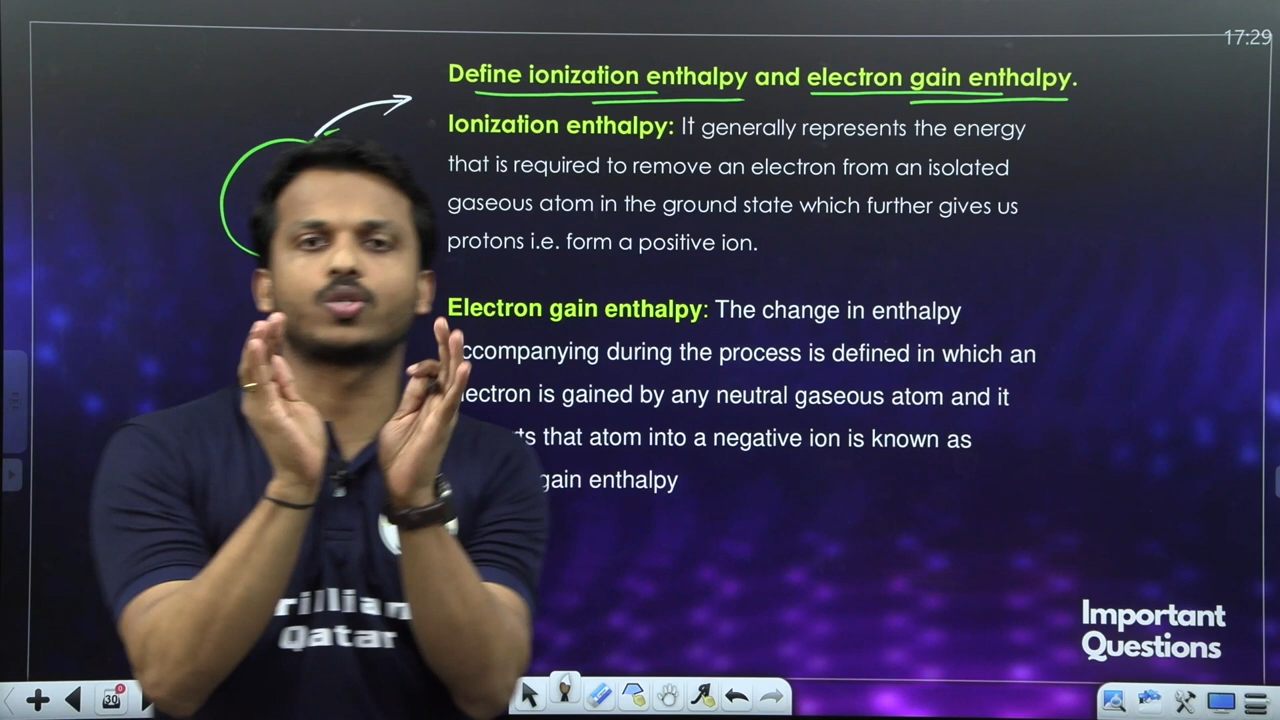 17:29
Define ionization enthalpy and electron gain enthalpy.
Ionization enthalpy: It generally represents the energy
that is required to remove an electron from an isolated
gaseous atom in the ground state which further gives us
protons i.e. form a positive ion.
Electron gain enthalpy: The change in enthalpy
ccompanying during the process is defined in which an
lectron is gained by any neutral gaseous atom and it
ts that atom into a negative ion is known as
gain enthalpy
rillian
Qatar
Important
Questions
30
0